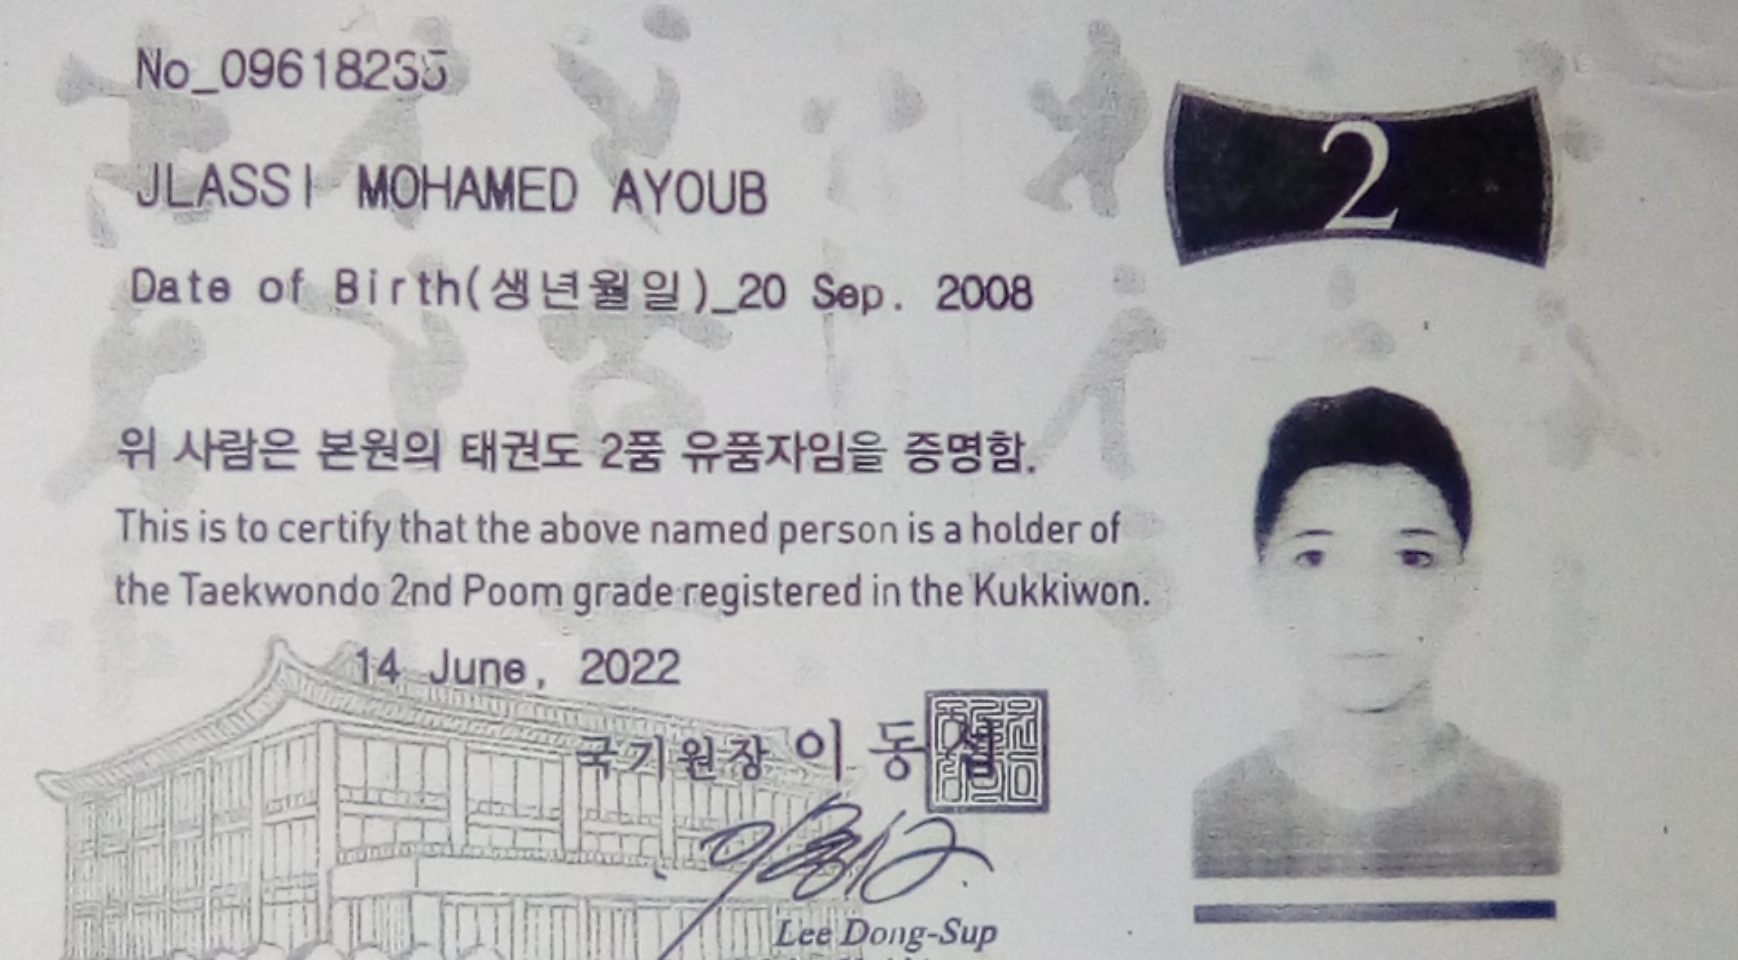 No_09618235
2
JLASSI MOHAMED AYOUB
Date of Birth(생년월일)_20 Sep. 2008
위 사람은 본원의 태권도 2품 유품자임을 증명함.
This is to certify that the above named person is a holder of
the Taekwondo 2nd Poom grade registered in the Kukkiwon.
14 June, 2022
국기원장 이 동 섭
Lee Dong-Sup